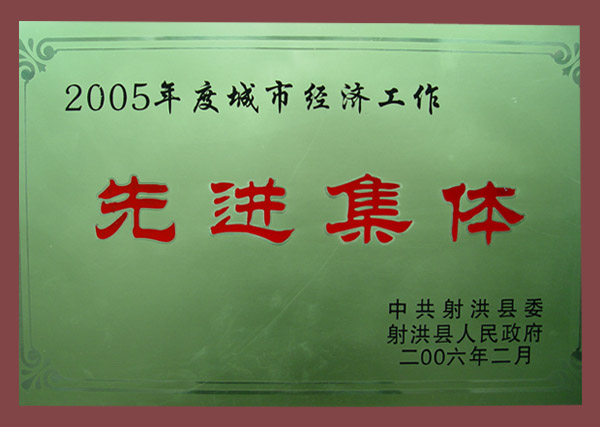 2005年度城市经济工作
先进集体
中共射洪县委
射洪县人民政府
二00六年二月